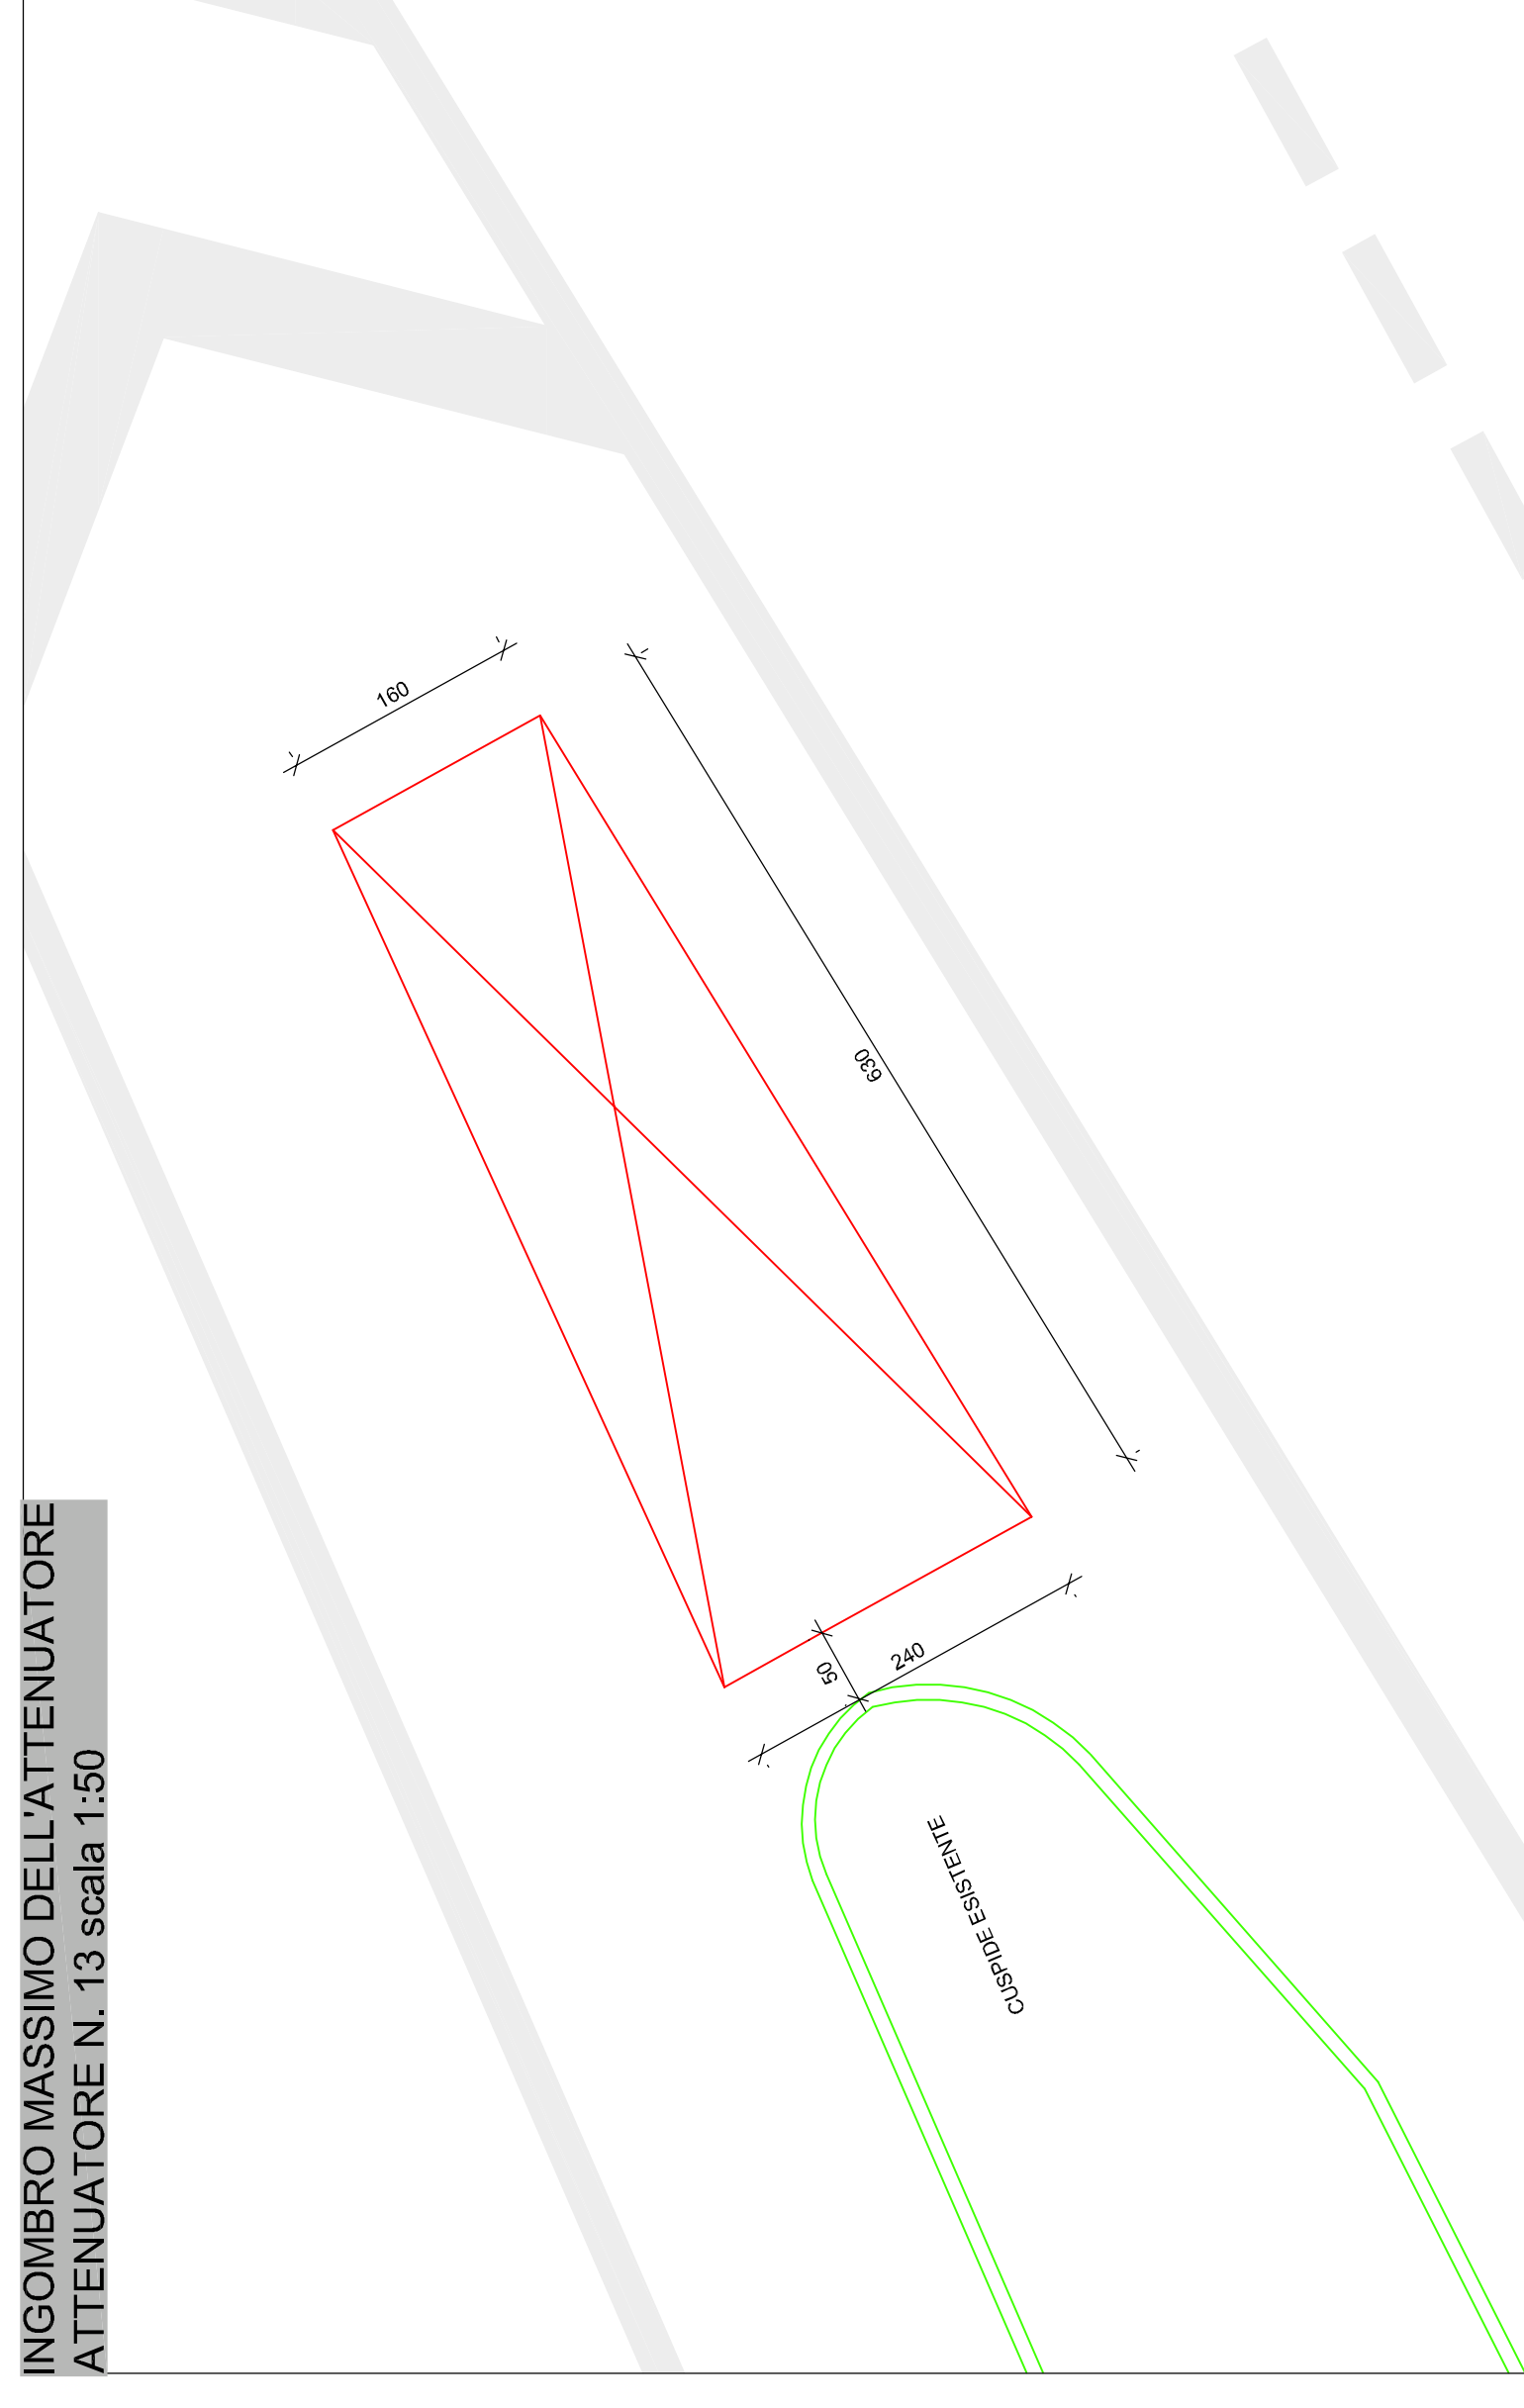 INGOMBRO MASSIMO DELL'ATTENUATORE
ATTENUATORE N. 13 scala 1:50
160
630
240
50
CUSPIDE ESISTENTE